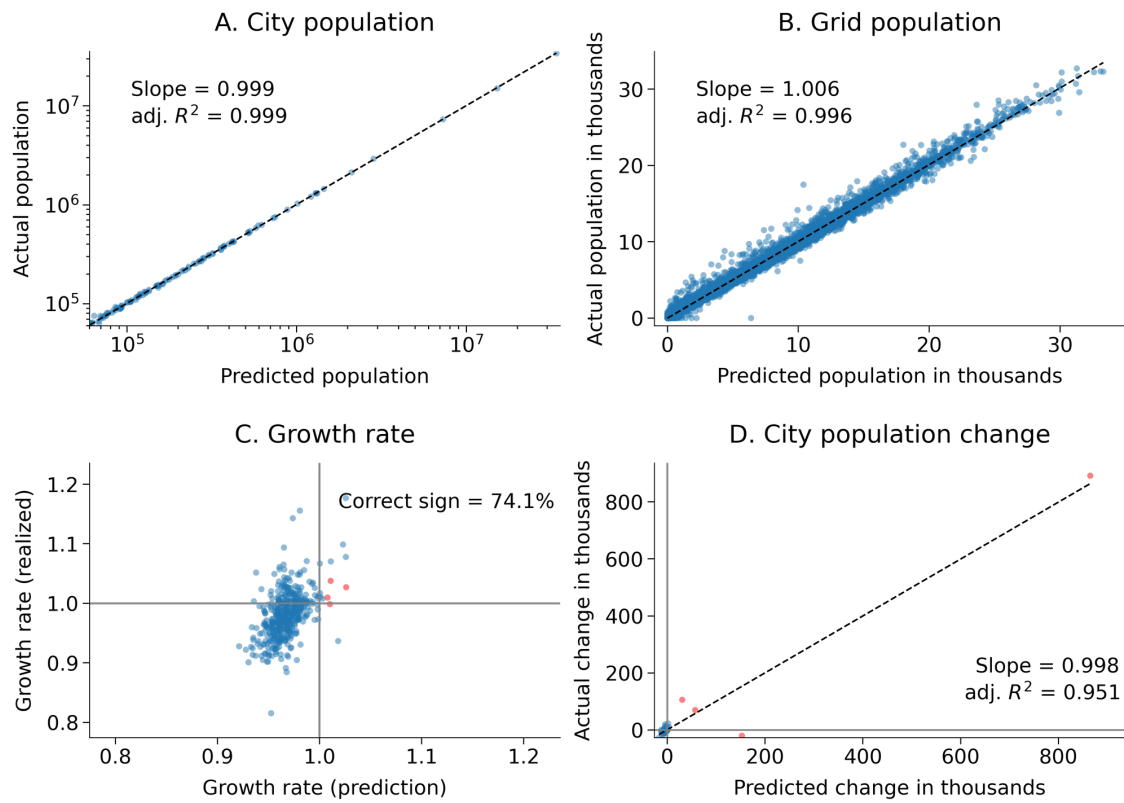 A. City population
Slope = 0.999
adj. R² = 0.999
Actual population
10⁷
10⁶
10⁵
10⁵ 10⁶ 10⁷
Predicted population
B. Grid population
Slope = 1.006
adj. R² = 0.996
Actual population in thousands
30
20
10
0
0 10 20 30
Predicted population in thousands
C. Growth rate
Correct sign = 74.1%
Growth rate (realized)
1.2
1.1
1.0
0.9
0.8
0.8 0.9 1.0 1.1 1.2
Growth rate (prediction)
D. City population change
Actual change in thousands
800
600
400
200
0
Slope = 0.998
adj. R² = 0.951
0 200 400 600 800
Predicted change in thousands